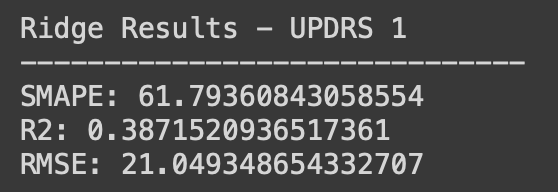 Ridge Results - UPDRS 1
------------------------------
SMAPE: 61.79360843058554
R2: 0.3871520936517361
RMSE: 21.049348654332707